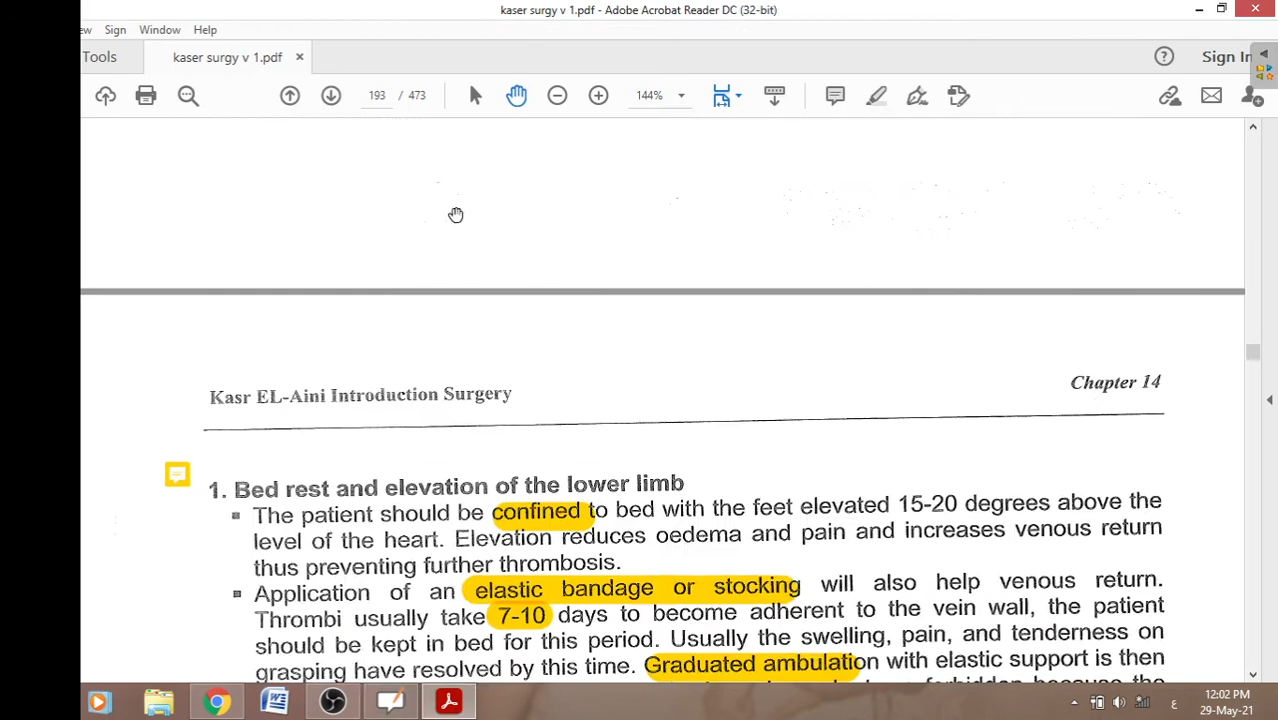 kaser surgy v 1.pdf - Adobe Acrobat Reader DC (32-bit)
ew Sign Window Help
Tools kaser surgy v 1.pdf × Sign In
193 / 473 144%
Kasr EL-Aini Introduction Surgery Chapter 14
1. Bed rest and elevation of the lower limb
The patient should be confined to bed with the feet elevated 15-20 degrees above the
level of the heart. Elevation reduces oedema and pain and increases venous return
thus preventing further thrombosis.
Application of an elastic bandage or stocking will also help venous return.
Thrombi usually take 7-10 days to become adherent to the vein wall, the patient
should be kept in bed for this period. Usually the swelling, pain, and tenderness on
grasping have resolved by this time. Graduated ambulation with elastic support is then
forbidden because the
ع 12:02 PM
29-May-21